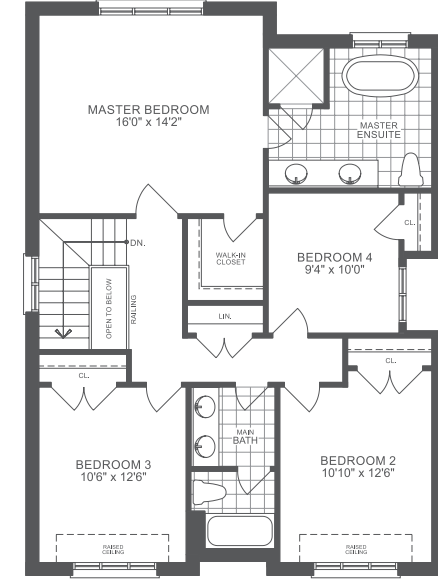 MASTER BEDROOM
16'0" x 14'2"
MASTER
ENSUITE
CL.
DN.
WALK-IN
CLOSET
BEDROOM 4
9'4" x 10'0"
OPEN TO BELOW
RAILING
LIN.
CL.
CL.
MAIN
BATH
BEDROOM 3
10'6" x 12'6"
BEDROOM 2
10'10" x 12'6"
RAISED
CEILING
RAISED
CEILING